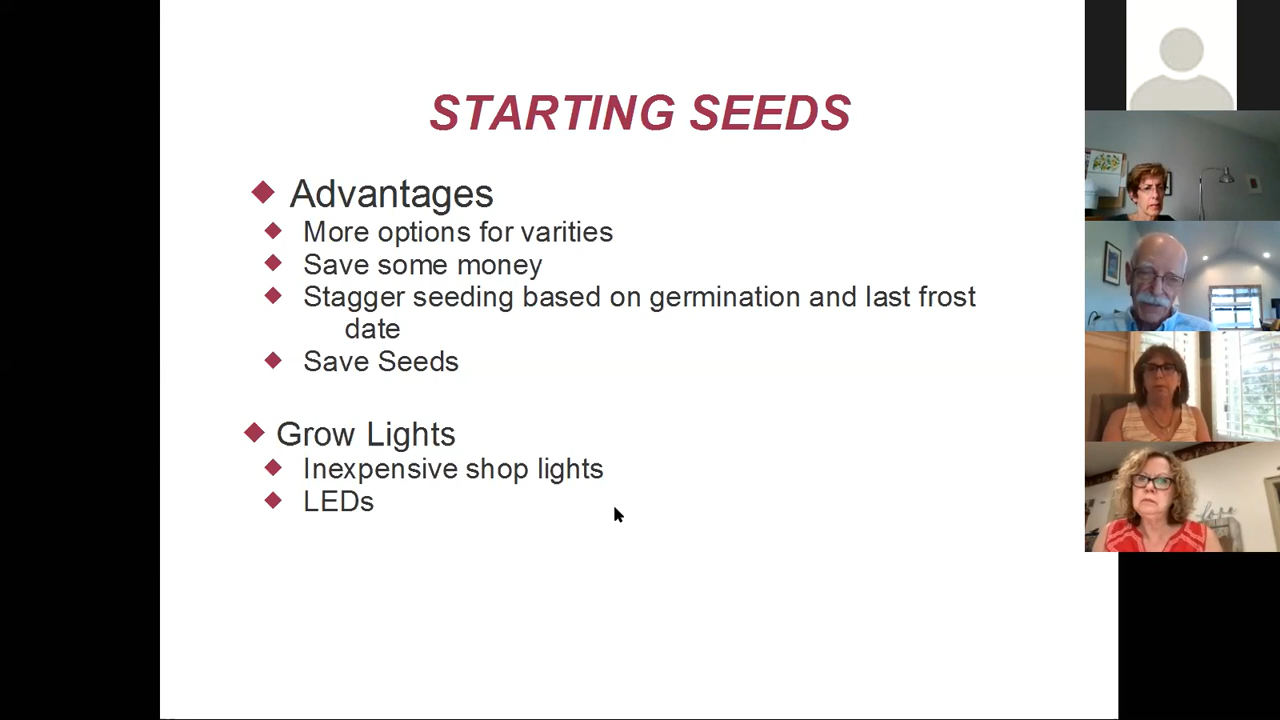 STARTING SEEDS
Advantages
More options for varities
Save some money
Stagger seeding based on germination and last frost
date
Save Seeds
Grow Lights
Inexpensive shop lights
LEDs
love